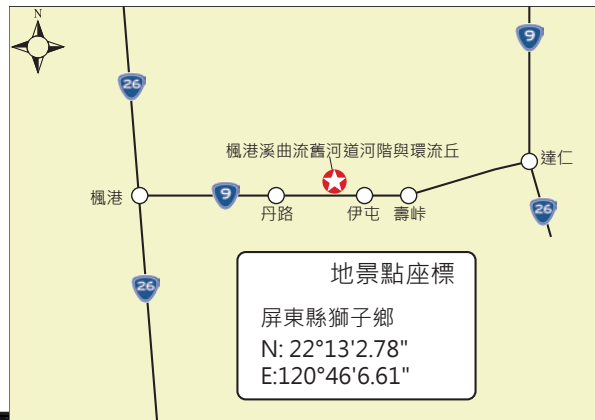 N
26
9
楓港溪曲流舊河道河階與環流丘
達仁
楓港
9
丹路
伊屯
壽峠
26
26
地景點座標
屏東縣獅子鄉
N: 22°13'2.78"
E:120°46'6.61"